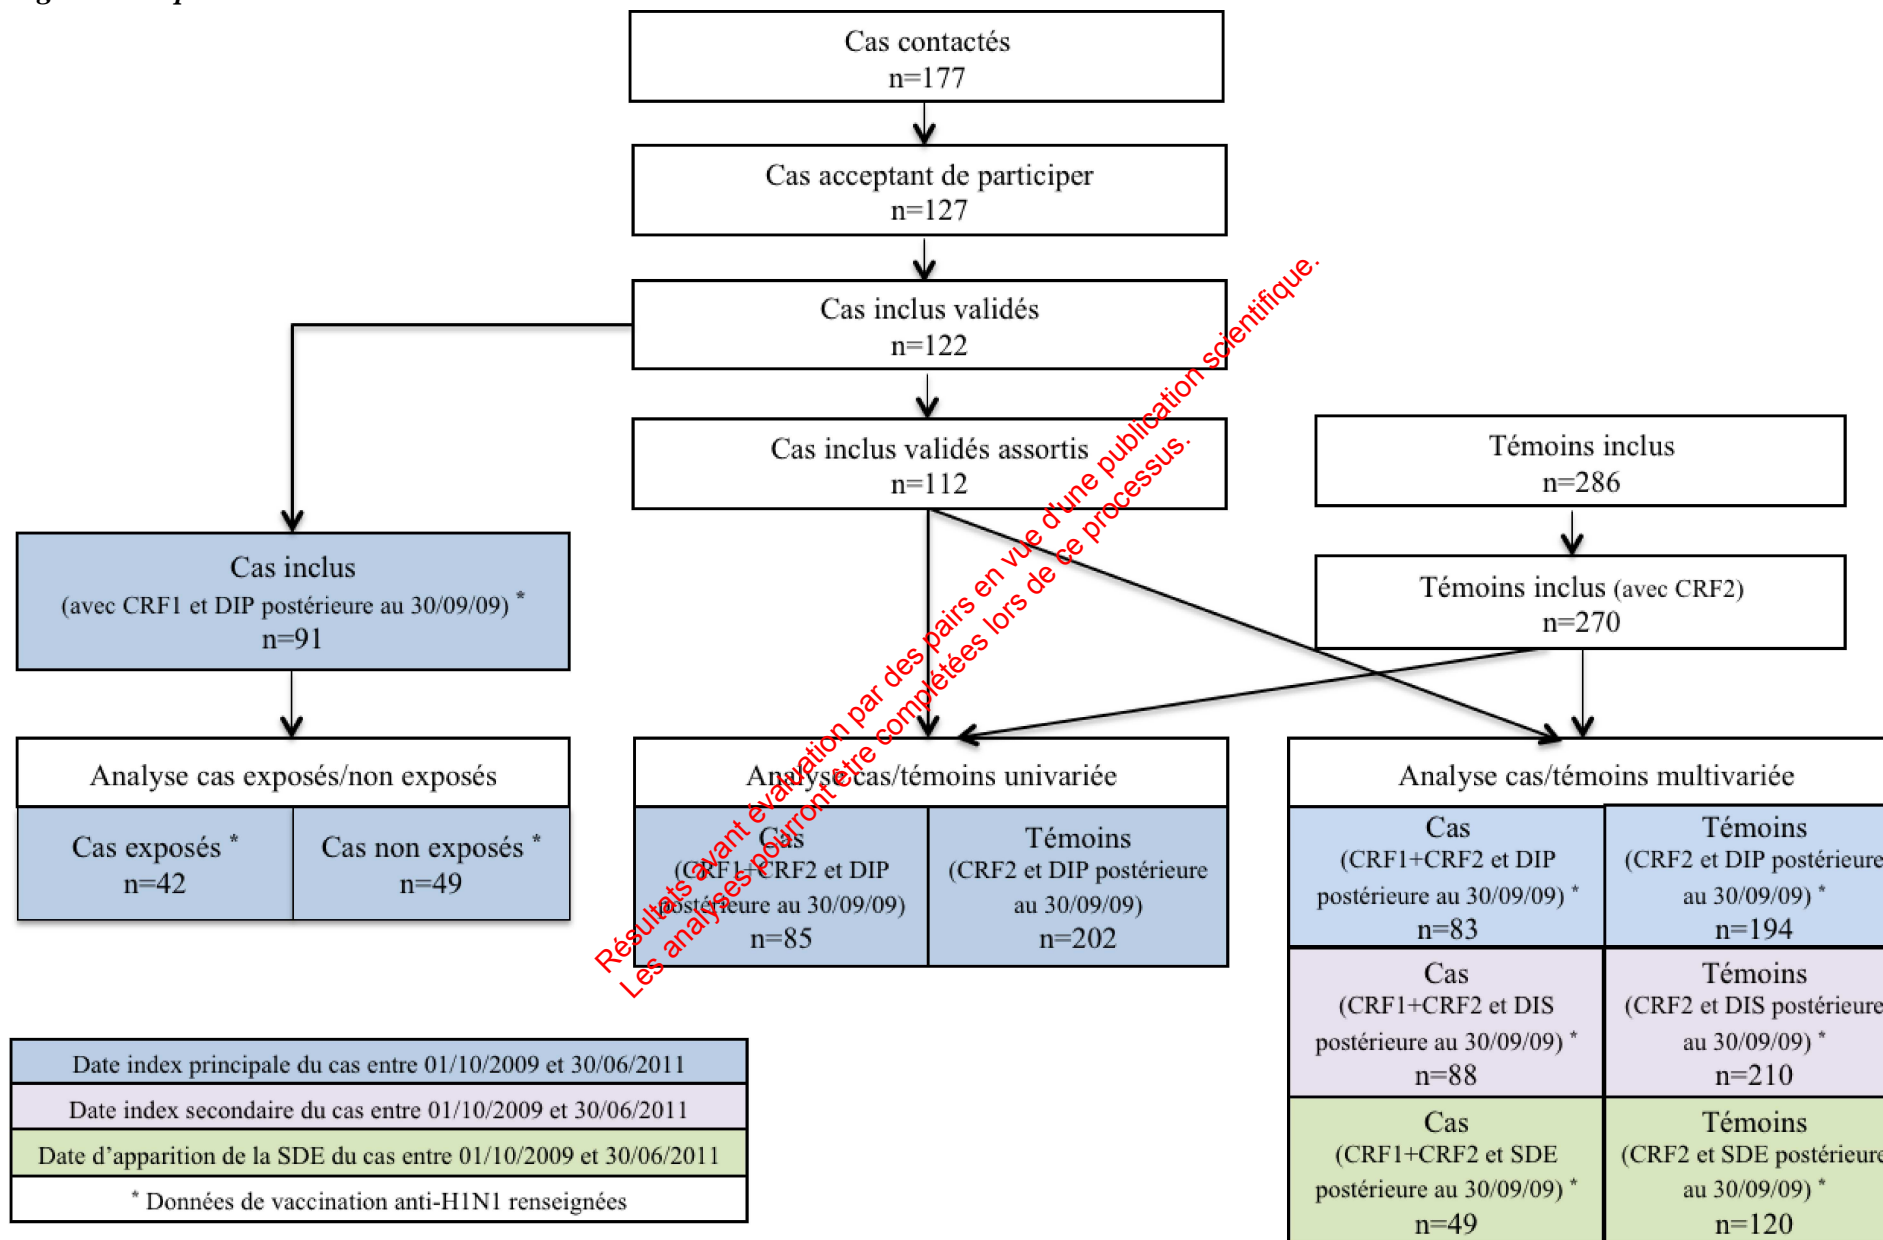 Cas contactés
n=177
Cas acceptant de participer
n=127
Cas inclus validés
n=122
Cas inclus validés assortis
n=112
Témoins inclus
n=286
Témoins inclus (avec CRF2)
n=270
Cas inclus
(avec CRF1 et DIP postérieure au 30/09/09) *
n=91
Analyse cas exposés/non exposés
Cas exposés *
n=42
Cas non exposés *
n=49
Analyse cas/témoins univariée
Cas
(CRF1+CRF2 et DIP
postérieure au 30/09/09)
n=85
Témoins
(CRF2 et DIP postérieure
au 30/09/09)
n=202
Analyse cas/témoins multivariée
Cas
(CRF1+CRF2 et DIP
postérieure au 30/09/09) *
n=83
Témoins
(CRF2 et DIP postérieure
au 30/09/09) *
n=194
Cas
(CRF1+CRF2 et DIS
postérieure au 30/09/09) *
n=88
Témoins
(CRF2 et DIS postérieure
au 30/09/09) *
n=210
Cas
(CRF1+CRF2 et SDE
postérieure au 30/09/09) *
n=49
Témoins
(CRF2 et SDE postérieure
au 30/09/09) *
n=120
Résultats avant évaluation par des pairs en vue d'une publication scientifique.
Les analyses pourront être complétées lors de ce processus.
Date index principale du cas entre 01/10/2009 et 30/06/2011
Date index secondaire du cas entre 01/10/2009 et 30/06/2011
Date d'apparition de la SDE du cas entre 01/10/2009 et 30/06/2011
* Données de vaccination anti-H1N1 renseignées